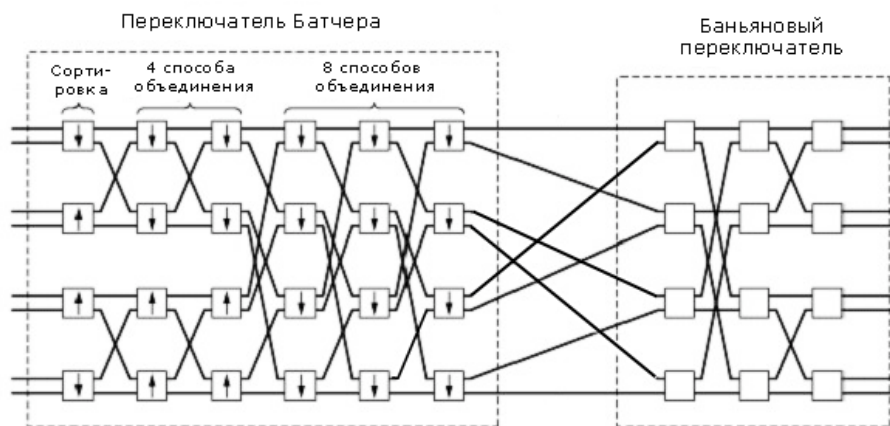 Переключатель Батчера
Баньяновый
переключатель
Сорти-
ровка
4 способа
объединения
8 способов
объединения